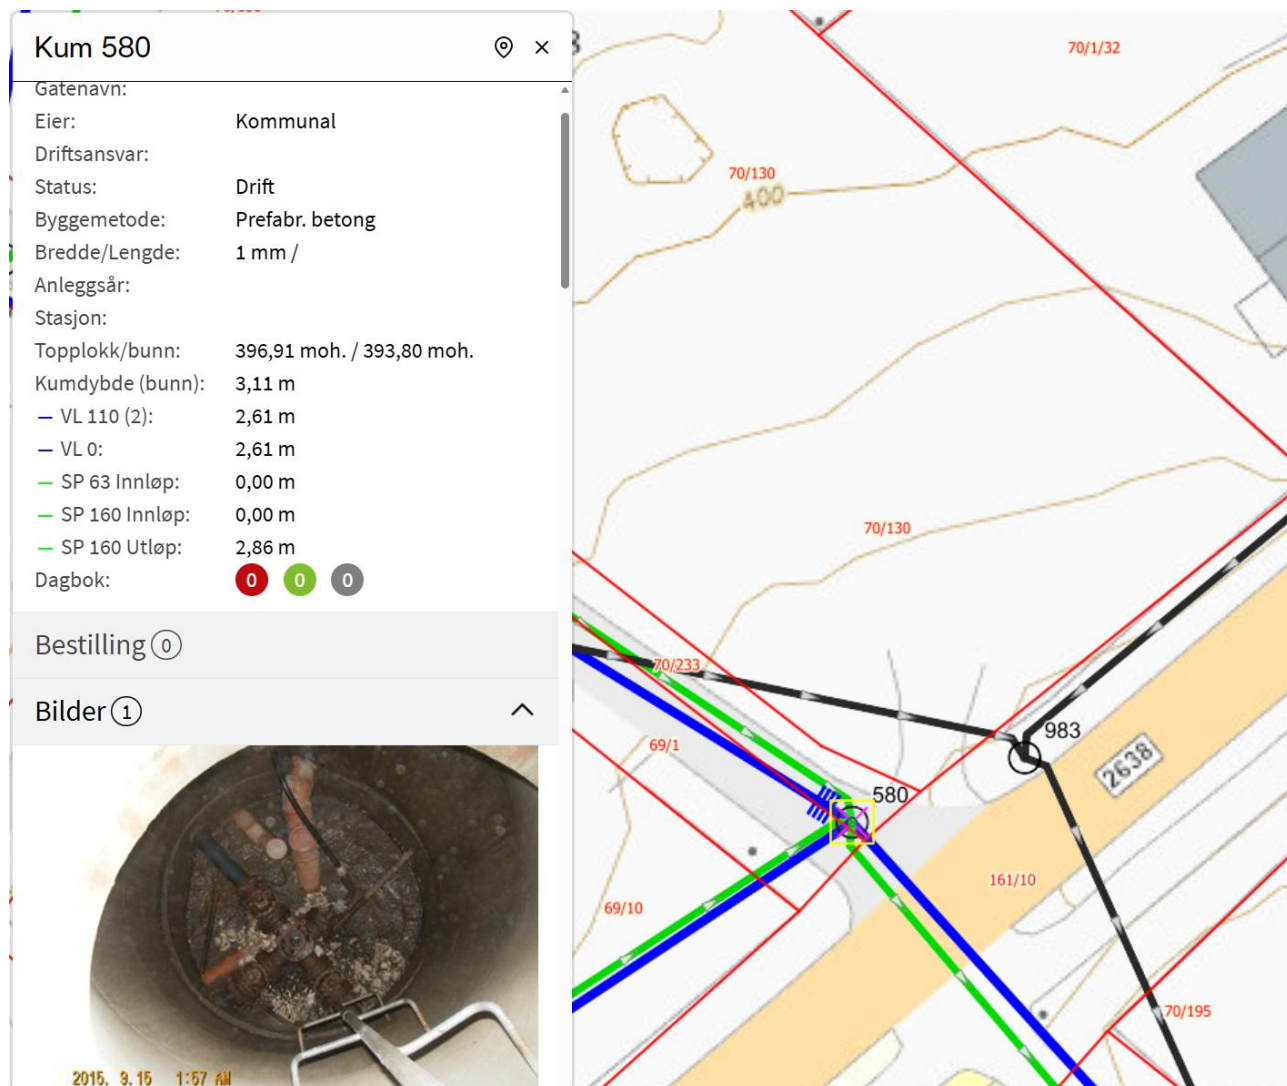 Kum 580
Gatenavn:
Eier: Kommunal
Driftsansvar:
Status: Drift
Byggemetode: Prefabr. betong
Bredde/Lengde: 1 mm /
Anleggsår:
Stasjon:
Topplokk/bunn: 396,91 moh. / 393,80 moh.
Kumdybde (bunn): 3,11 m
VL 110 (2): 2,61 m
VL 0: 2,61 m
SP 63 Innløp: 0,00 m
SP 160 Innløp: 0,00 m
SP 160 Utløp: 2,86 m
Dagbok: 0 0 0
Bestilling 0
Bilder 1
2015. 9.15 1:57 AM
70/1/32
70/130
400
70/130
70/233
983
69/1
2638
580
161/10
69/10
70/195